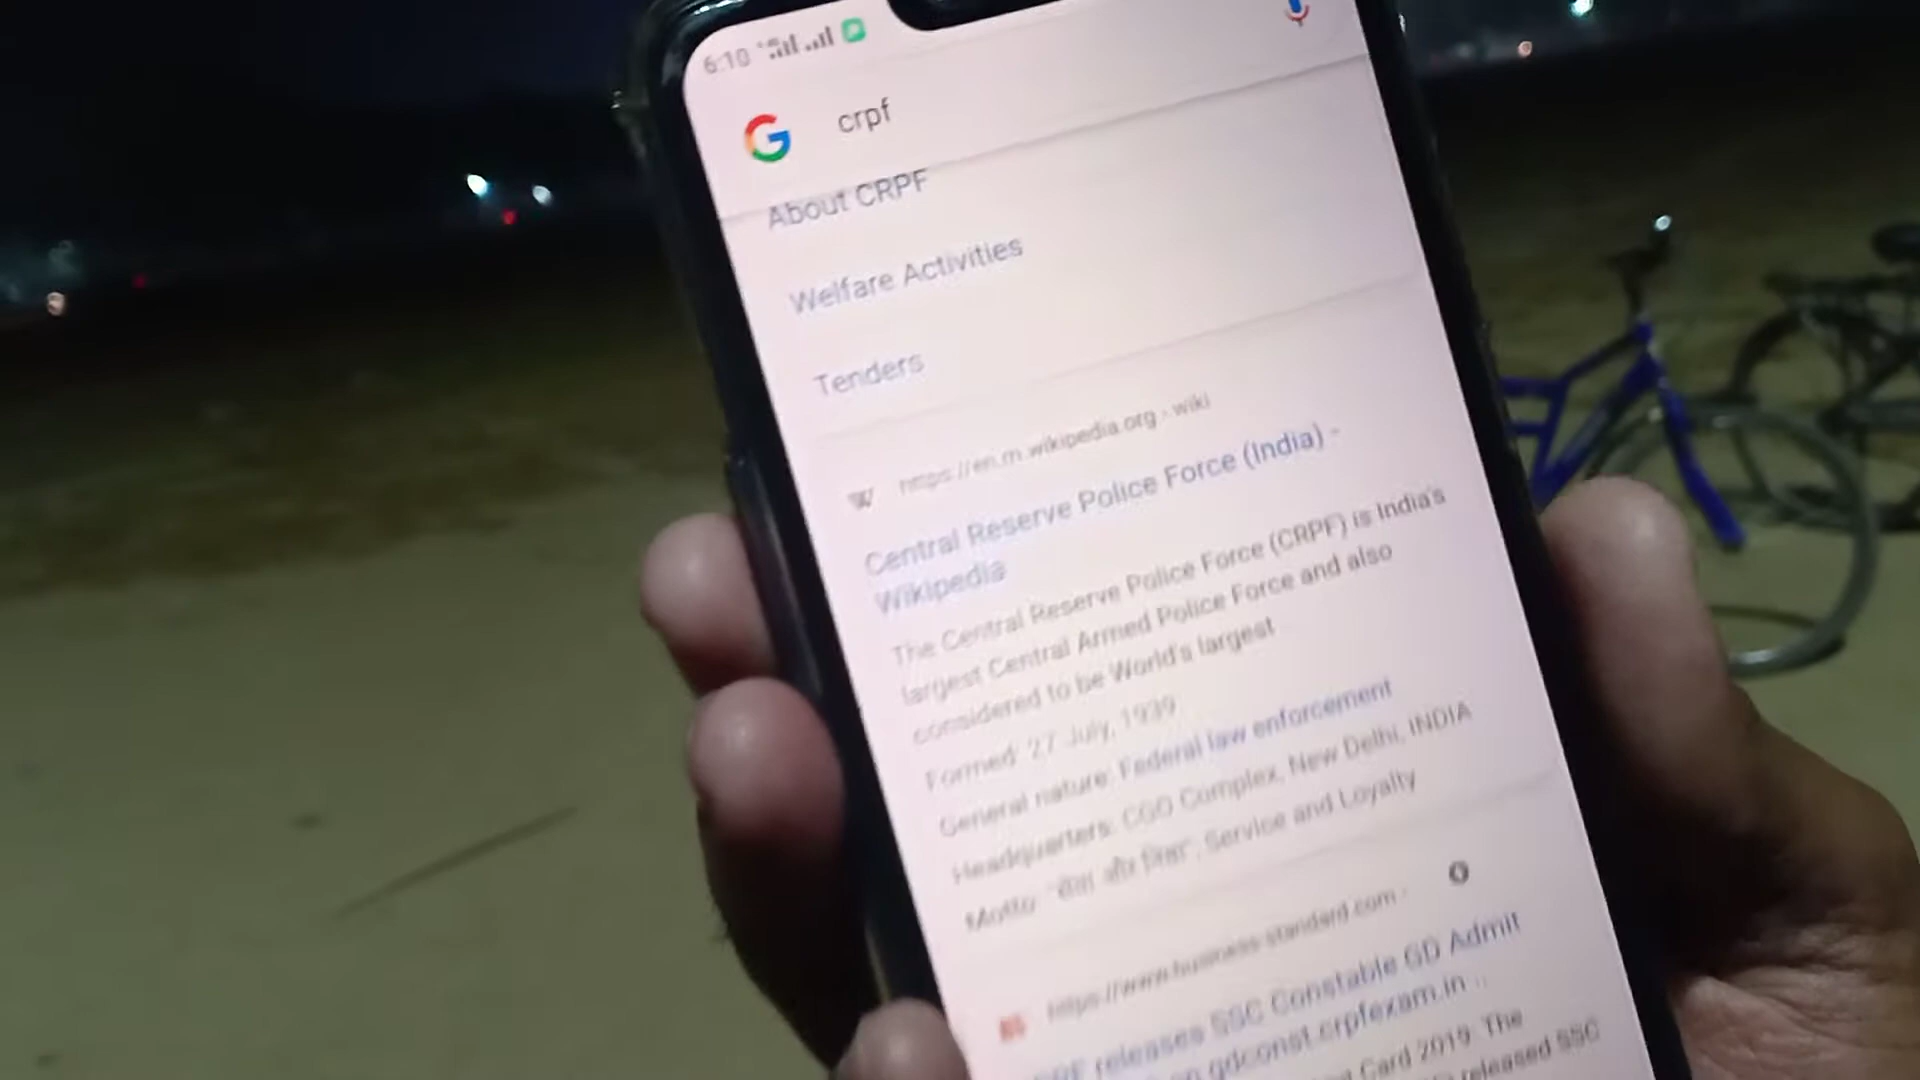 6:10
crpf
About CRPF
Welfare Activities
Tenders
https://en.m.wikipedia.org › wiki
Central Reserve Police Force (India) -
Wikipedia
The Central Reserve Police Force (CRPF) is India's
largest Central Armed Police Force and also
considered to be World's largest
Formed: 27 July, 1939
General nature: Federal law enforcement
Headquarters: CGO Complex, New Delhi, INDIA
Motto: "सेवा और निष्ठा", Service and Loyalty
https://www.business-standard.com ›
releases SSC Constable GD Admit
on gdconst.crpfexam.in ..
Card 2019: The
released SSC